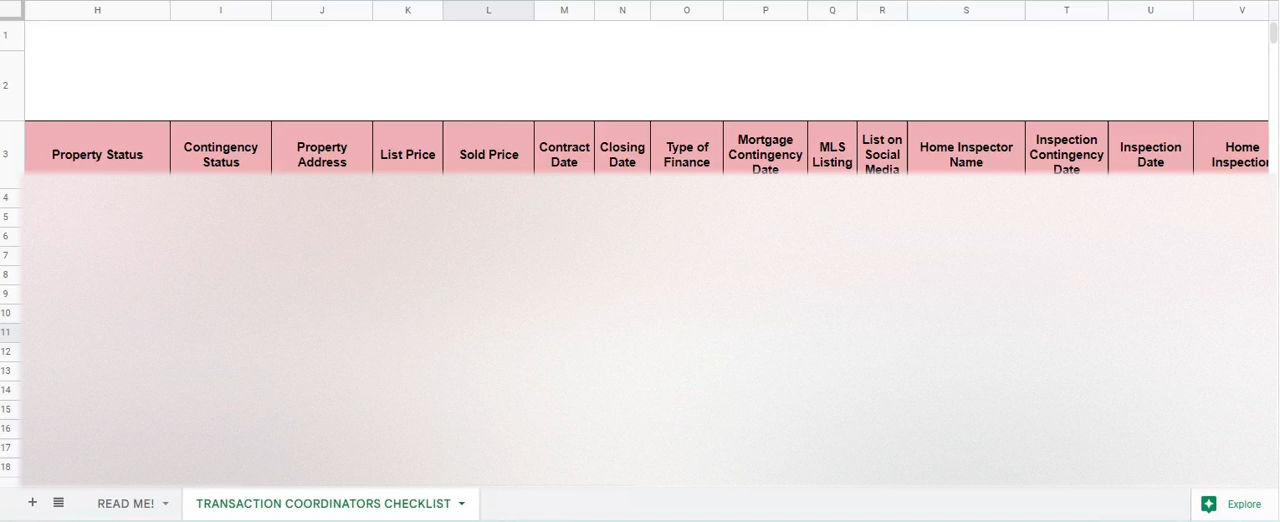 H I J K L M N O P Q R S T U V
1
2
3
Property Status
Contingency
Status
Property
Address
List Price
Sold Price
Contract
Date
Closing
Date
Type of
Finance
Mortgage
Contingency
Date
MLS
Listing
List on
Social
Media
Home Inspector
Name
Inspection
Contingency
Date
Inspection
Date
Home
Inspection
4
5
6
7
8
9
10
11
12
13
14
15
16
17
18
READ ME! TRANSACTION COORDINATORS CHECKLIST Explore